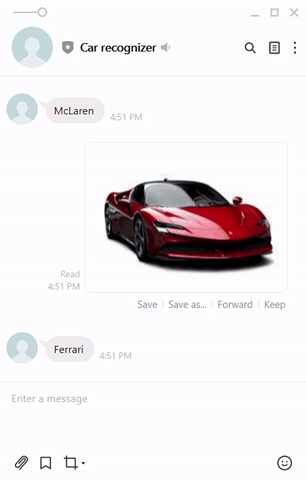 Car recognizer
McLaren
4:51 PM
Read
4:51 PM
Save | Save as... | Forward | Keep
Ferrari
4:51 PM
Enter a message